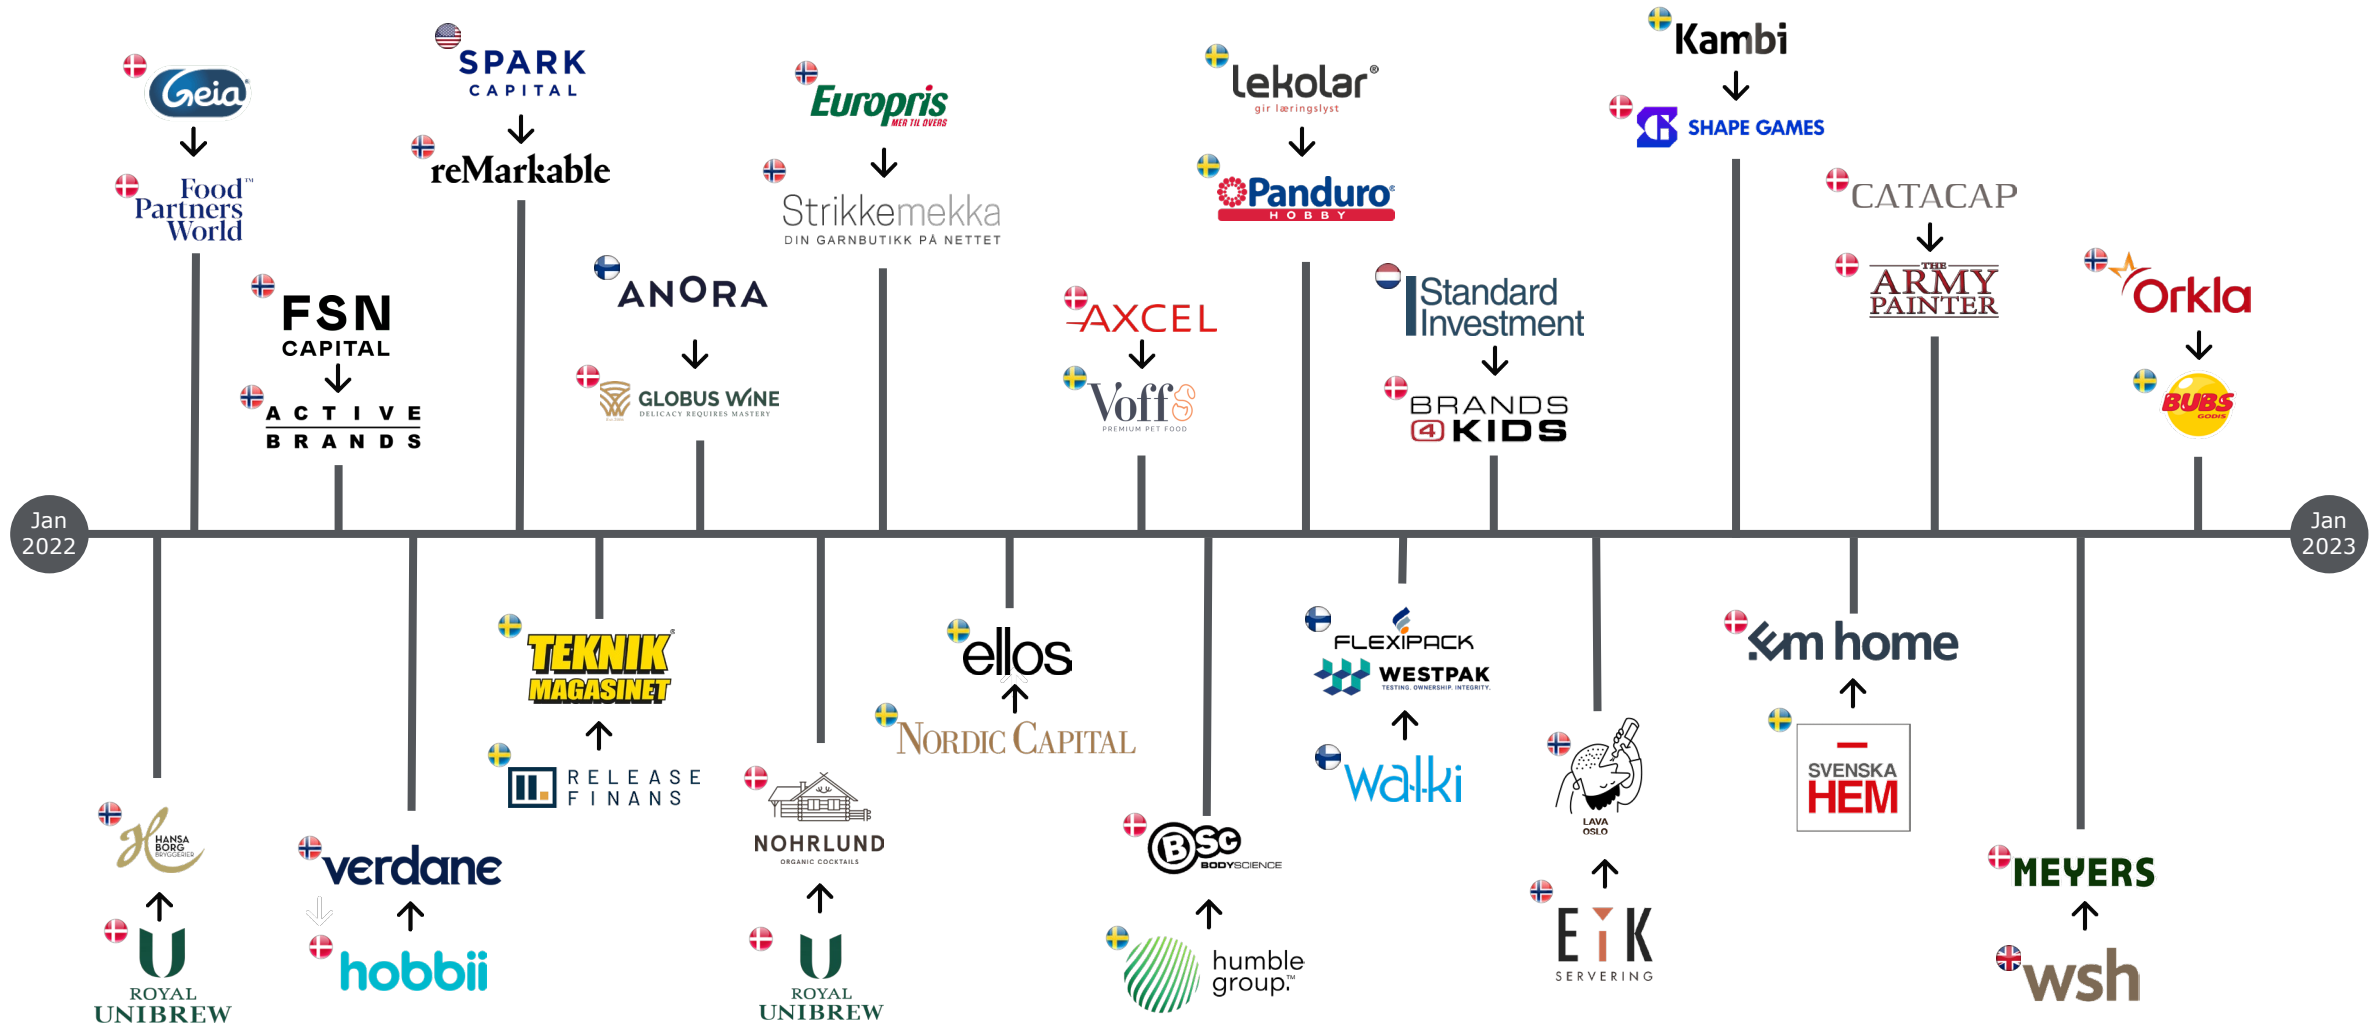 Geia
Food™
Partners
World
FSN
CAPITAL
ACTIVE
BRANDS
SPARK
CAPITAL
reMarkable
ANORA
GLOBUS WINE
DELICACY REQUIRES MASTERY
Europris
MER TIL OVERS
Strikkemekka
DIN GARNBUTIKK PÅ NETTET
AXCEL
Voff
PREMIUM PET FOOD
lekolar®
gir læringslyst
Panduro®
HOBBY
Standard
Investment
BRANDS
4 KIDS
Kambi
SHAPE GAMES
CATACAP
THE
ARMY
PAINTER
Orkla
BUBS
GODIS
Jan
2022
Jan
2023
HANSA
BORG
BRYGGERIER
ROYAL
UNIBREW
verdane
hobbii
TEKNIK
MAGASINET
RELEASE
FINANS
NOHRLUND
ORGANIC COCKTAILS
ROYAL
UNIBREW
ellos
NORDIC CAPITAL
BSC
BODYSCIENCE
humble
group.™
FLEXIPACK
WESTPAK
TESTING. OWNERSHIP. INTEGRITY.
walki
LAVA
OSLO
EiK
SERVERING
Em home
SVENSKA
HEM
MEYERS
wsh